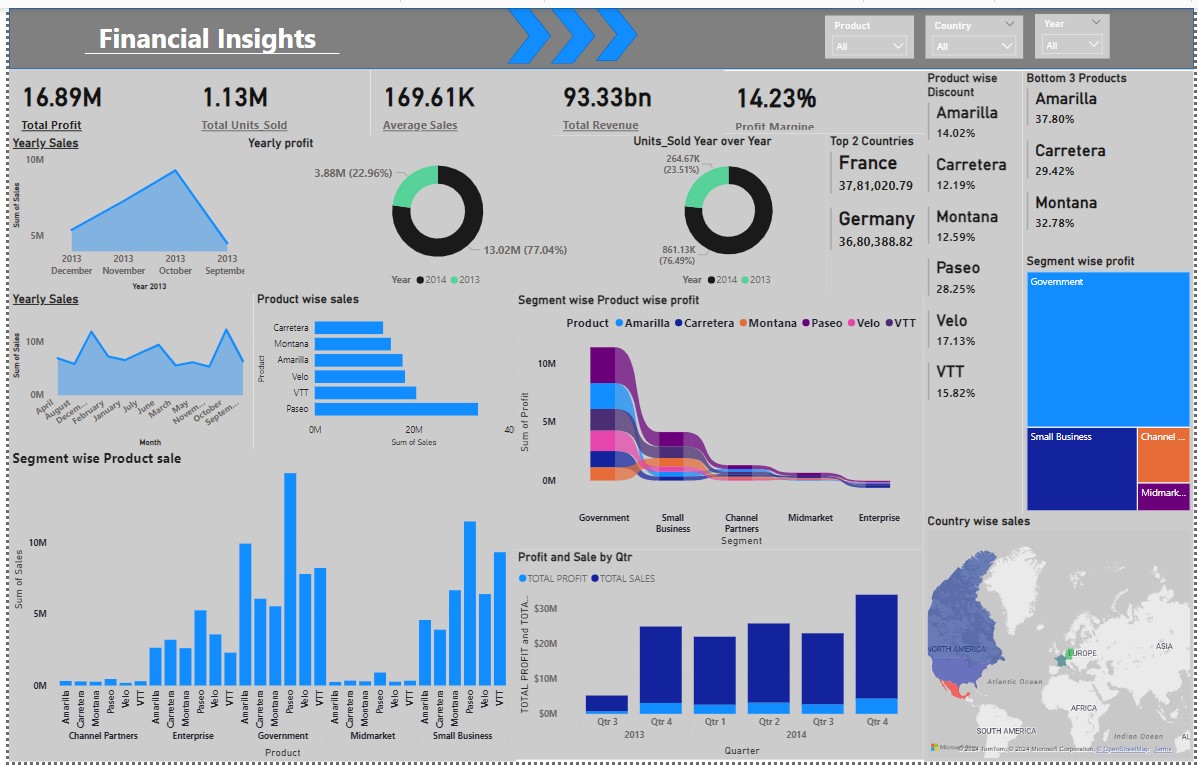 Financial Insights
Product
All
Country
All
Year
All
16.89M
Total Profit
1.13M
Total Units_Sold
169.61K
Average Sales
93.33bn
Total Revenue
14.23%
Profit Margine
Yearly Sales
10M
5M
Sum of Sales
2013 December
2013 November
2013 October
2013 Septembe
Year 2013
Yearly profit
3.88M (22.96%)
13.02M (77.04%)
Year 2014 2013
Units_Sold Year over Year
264.67K
(23.51%)
861.13K
(76.49%)
Year 2014 2013
Top 2 Countries
France
37,81,020.79
Germany
36,80,388.82
Product wise
Discount
Amarilla
14.02%
Carretera
12.19%
Montana
12.59%
Paseo
28.25%
Velo
17.13%
VTT
15.82%
Bottom 3 Products
Amarilla
37.80%
Carretera
29.42%
Montana
32.78%
Segment wise profit
Government
Small Business
Channel ...
Midmark...
Yearly Sales
10M
0M
Sum of Sales
April
August
Decem...
February
January
July
June
March
May
Novem...
October
Septem...
Month
Product wise sales
Product
Carretera
Montana
Amarilla
Velo
VTT
Paseo
0M 20M 40
Sum of Sales
Segment wise Product wise profit
Product Amarilla Carretera Montana Paseo Velo VTT
10M
5M
0M
Sum of Profit
Government
Small Business
Channel Partners
Midmarket
Enterprise
Segment
Segment wise Product sale
10M
5M
0M
Sum of Sales
Amarilla Carretera Montana Paseo Velo VTT
Channel Partners
Amarilla Carretera Montana Paseo Velo VTT
Enterprise
Amarilla Carretera Montana Paseo Velo VTT
Government
Amarilla Carretera Montana Paseo Velo VTT
Midmarket
Amarilla Carretera Montana Paseo Velo VTT
Small Business
Product
Profit and Sale by Qtr
TOTAL PROFIT TOTAL SALES
TOTAL PROFIT and TOTA...
$30M
$20M
$10M
$0M
Qtr 3 Qtr 4 Qtr 1 Qtr 2 Qtr 3 Qtr 4
2013 2014
Quarter
Country wise sales
NORTH AMERICA
EUROPE
ASIA
Atlantic Ocean
AFRICA
SOUTH AMERICA
Indian Ocean
AU
© 2024 TomTom, © 2024 Microsoft Corporation, © OpenStreetMap Terms